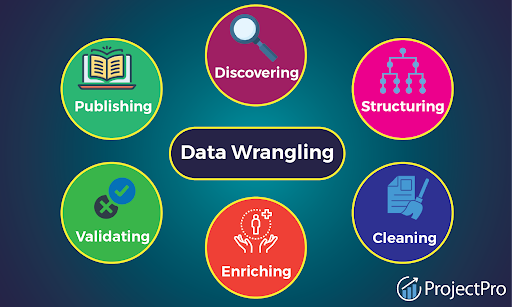 Discovering
Publishing
Structuring
Data Wrangling
Validating
Cleaning
Enriching
ProjectPro